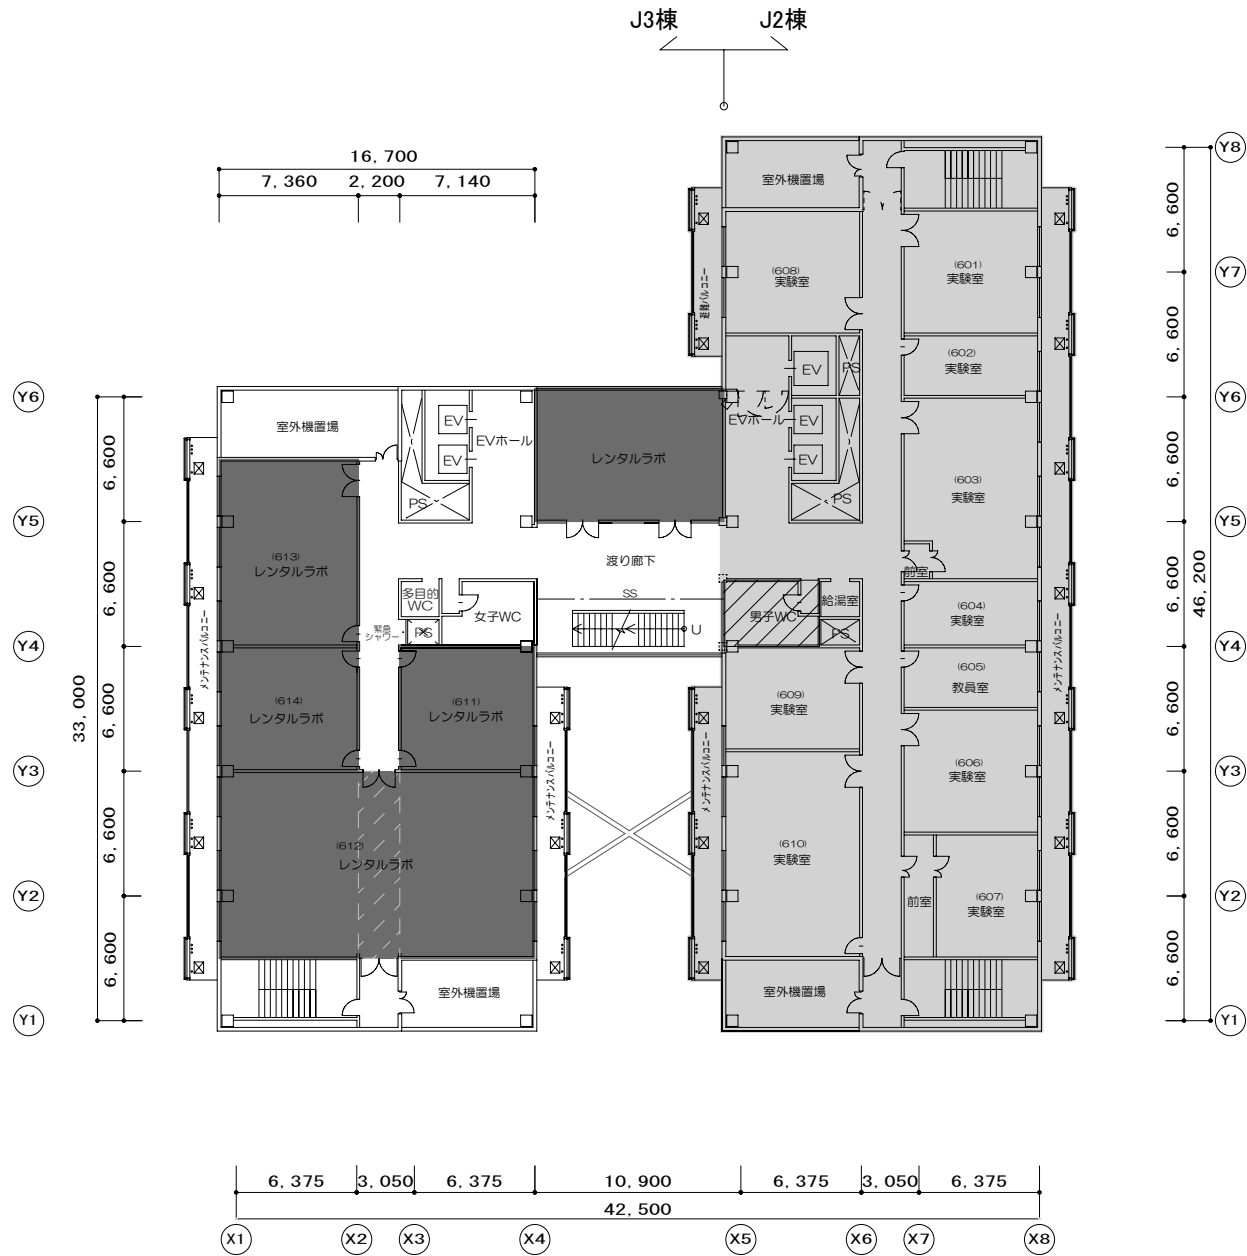 J3棟 J2棟
16,700
7,360 2,200 7,140
Y8
室外機置場
6,600
(608)
実験室
(601)
実験室
避難バルコニー
Y7
6,600
(602)
実験室
EV
PS
Y6
Y6
室外機置場
EV
EV
EVホール
PS
レンタルラボ
EVホール
EV
EV
PS
(603)
実験室
6,600
6,600
Y5
Y5
(613)
レンタルラボ
渡り廊下
前室
6,600
6,600
46,200
多目的
WC
女子WC
SS
U
男子WC
給湯室
(604)
実験室
緊急
シャワー
PS
PS
Y4
Y4
メンテナンスバルコニー
メンテナンスバルコニー
33,000
6,600
6,600
(614)
レンタルラボ
(611)
レンタルラボ
(609)
実験室
(605)
教員室
Y3
Y3
メンテナンスバルコニー
メンテナンスバルコニー
(606)
実験室
6,600
6,600
(612)
レンタルラボ
(610)
実験室
Y2
Y2
前室
(607)
実験室
6,600
6,600
室外機置場
室外機置場
Y1
Y1
6,375 3,050 6,375 10,900 6,375 3,050 6,375
42,500
X1 X2 X3 X4 X5 X6 X7 X8